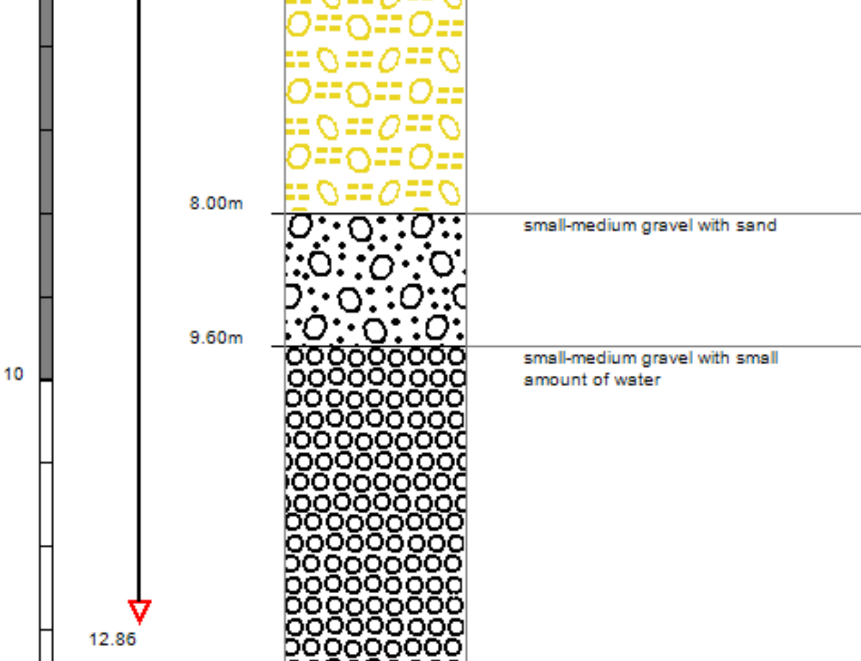 8.00m
small-medium gravel with sand
9.60m
small-medium gravel with small
amount of water
10
12.86